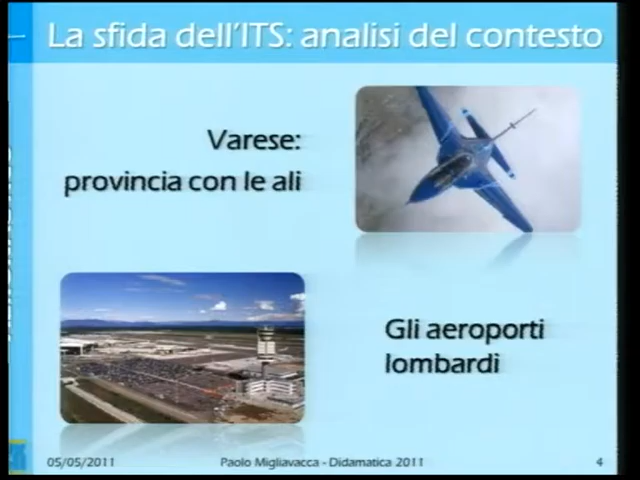 La sfida dell'ITS: analisi del contesto
Varese:
provincia con le ali
Gli aeroporti
lombardi
05/05/2011
Paolo Migliavacca - Didamatica 2011
4